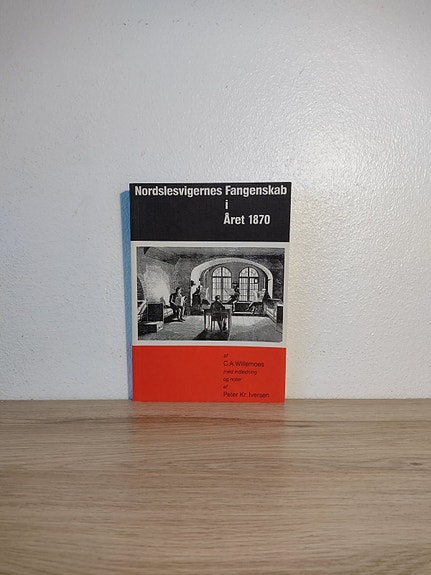 Nordslesvigernes Fangenskab
i
Året 1870
af
C.A.Willemoes
med indledning
og noter
af
Peter Kr. Iversen